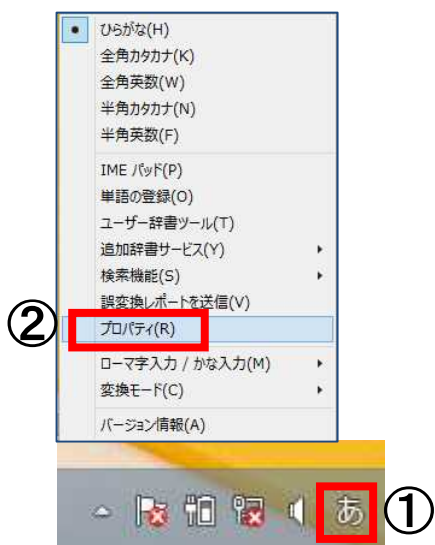 ひらがな(H)
全角カタカナ(K)
全角英数(W)
半角カタカナ(N)
半角英数(F)
IME パッド(P)
単語の登録(O)
ユーザー辞書ツール(T)
追加辞書サービス(Y)
検索機能(S)
誤変換レポートを送信(V)
② プロパティ(R)
ローマ字入力 / かな入力(M)
変換モード(C)
バージョン情報(A)
あ ①